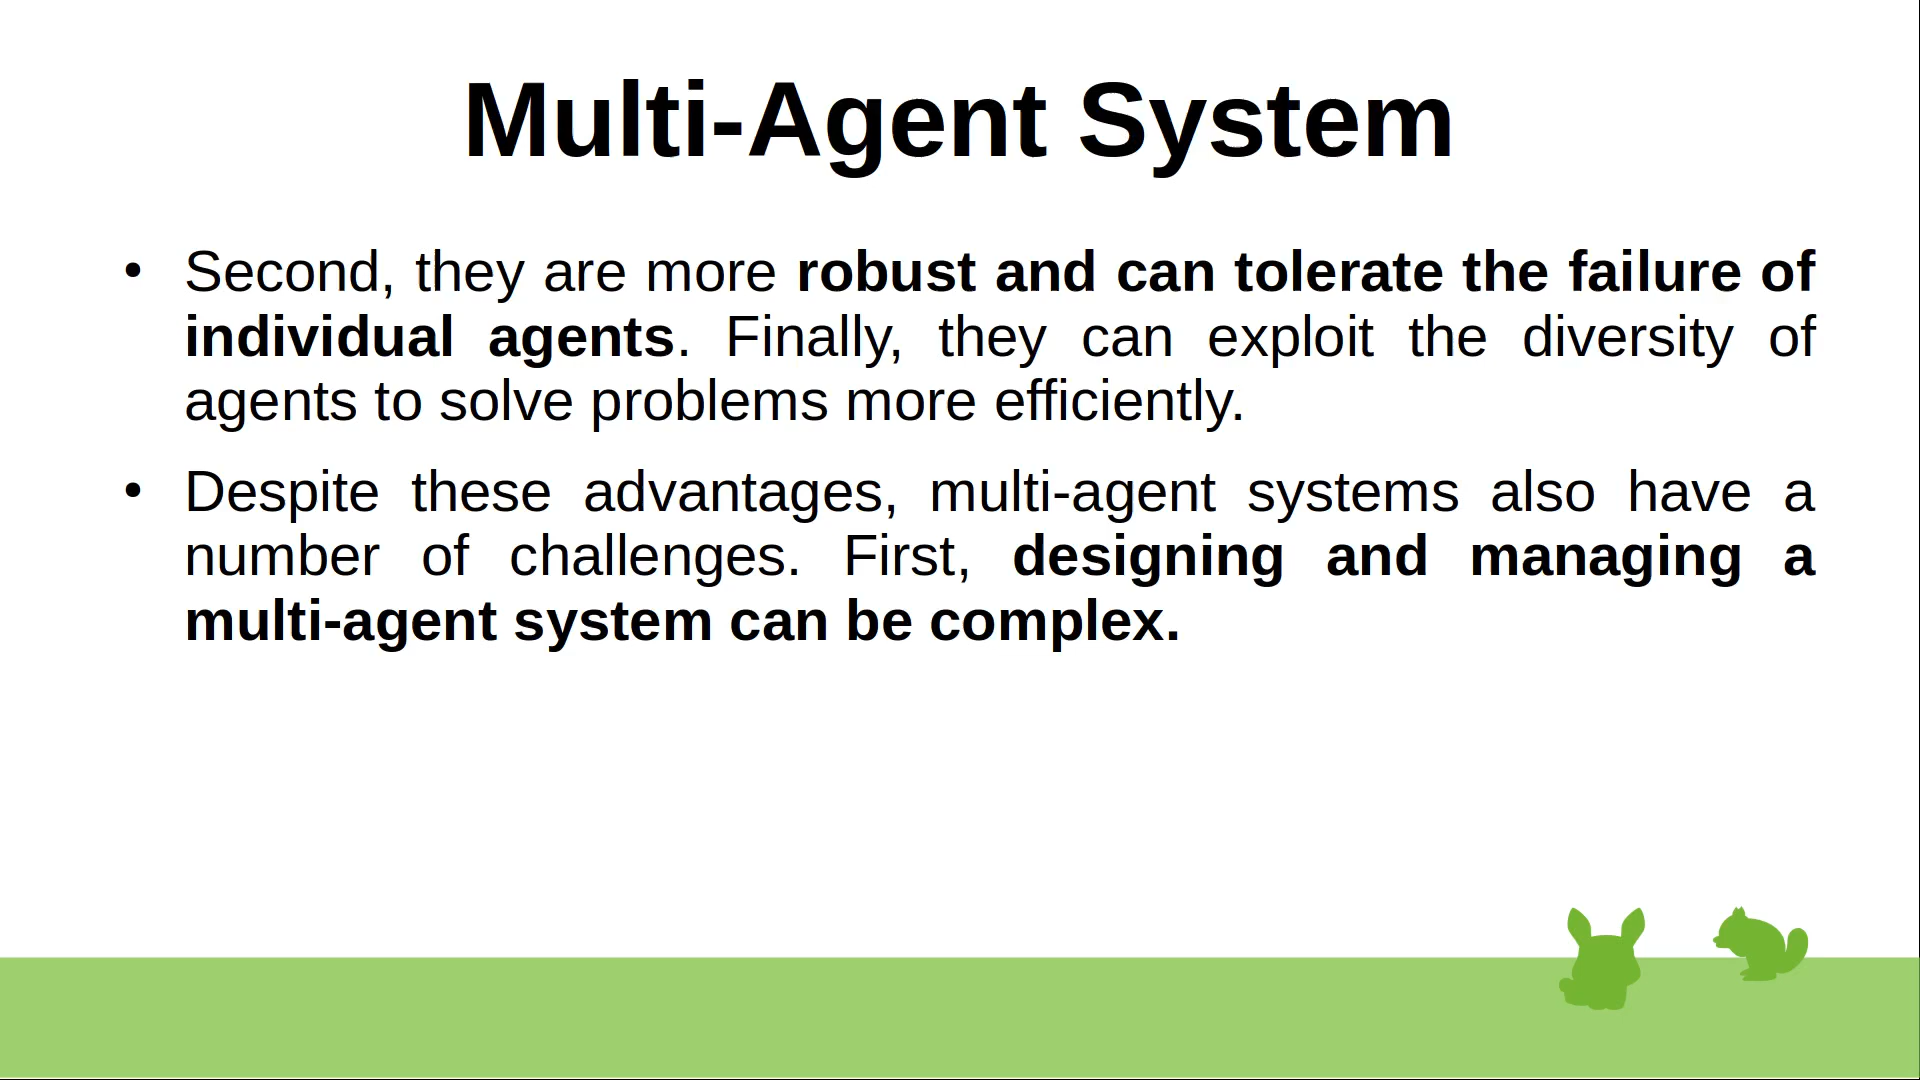 Multi-Agent System
• Second, they are more robust and can tolerate the failure of
individual agents. Finally, they can exploit the diversity of
agents to solve problems more efficiently.
• Despite these advantages, multi-agent systems also have a
number of challenges. First, designing and managing a
multi-agent system can be complex.